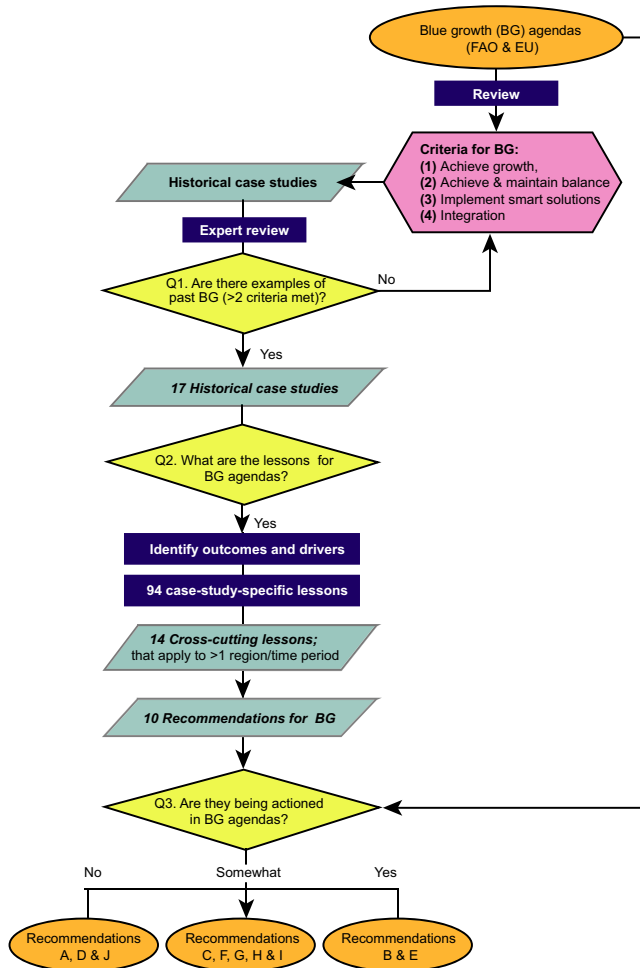 Blue growth (BG) agendas
(FAO & EU)
Review
Criteria for BG:
(1) Achieve growth,
(2) Achieve & maintain balance
(3) Implement smart solutions
(4) Integration
Historical case studies
Expert review
Q1. Are there examples of
past BG (>2 criteria met)?
No
Yes
17 Historical case studies
Q2. What are the lessons for
BG agendas?
Yes
Identify outcomes and drivers
94 case-study-specific lessons
14 Cross-cutting lessons;
that apply to >1 region/time period
10 Recommendations for BG
Q3. Are they being actioned
in BG agendas?
No
Somewhat
Yes
Recommendations
A, D & J
Recommendations
C, F, G, H & I
Recommendations
B & E